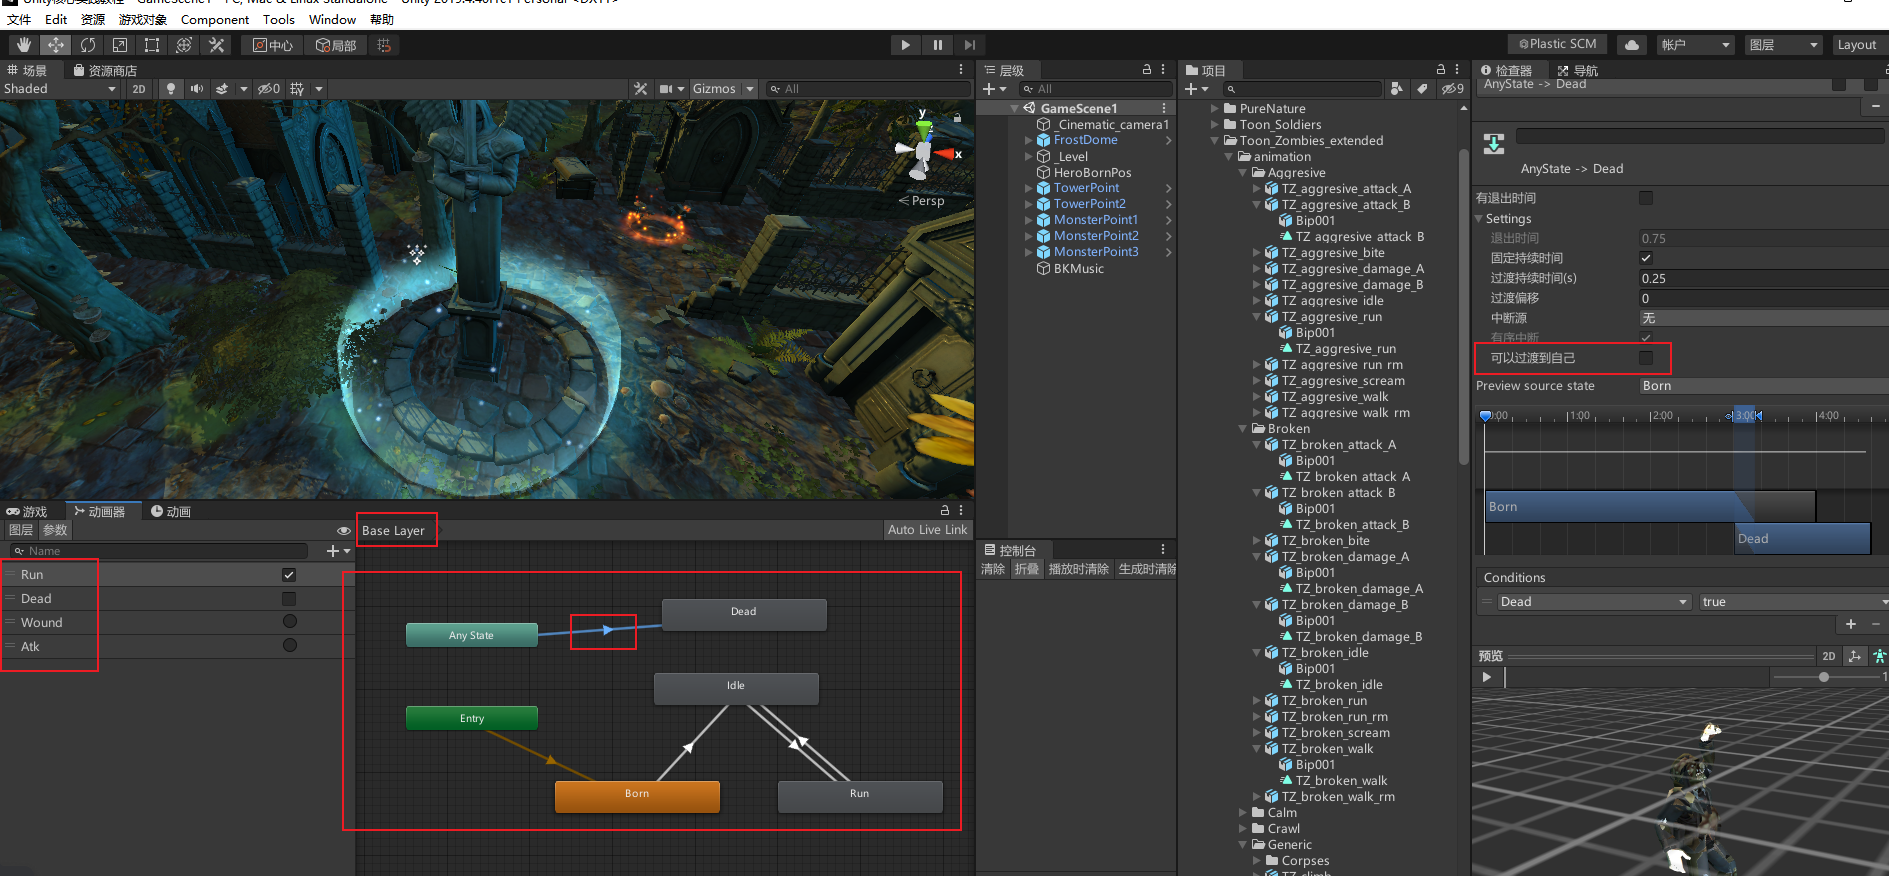 文件 Edit 资源 游戏对象 Component Tools Window 帮助
中心 局部 Plastic SCM 帐户 图层 Layout
场景 资源商店
Shaded 2D 0 Gizmos All
y
x
Persp
层级
All
GameScene1
_Cinematic_camera1
FrostDome
_Level
HeroBornPos
TowerPoint
TowerPoint2
MonsterPoint1
MonsterPoint2
MonsterPoint3
BKMusic
控制台
清除 折叠 播放时清除 生成时清除
项目
9
PureNature
Toon_Soldiers
Toon_Zombies_extended
animation
Aggresive
TZ_aggresive_attack_A
TZ_aggresive_attack_B
Bip001
TZ_aggresive_attack_B
TZ_aggresive_bite
TZ_aggresive_damage_A
TZ_aggresive_damage_B
TZ_aggresive_idle
TZ_aggresive_run
Bip001
TZ_aggresive_run
TZ_aggresive_run_rm
TZ_aggresive_scream
TZ_aggresive_walk
TZ_aggresive_walk_rm
Broken
TZ_broken_attack_A
Bip001
TZ_broken_attack_A
TZ_broken_attack_B
Bip001
TZ_broken_attack_B
TZ_broken_bite
TZ_broken_damage_A
Bip001
TZ_broken_damage_A
TZ_broken_damage_B
Bip001
TZ_broken_damage_B
TZ_broken_idle
Bip001
TZ_broken_idle
TZ_broken_run
TZ_broken_run_rm
TZ_broken_scream
TZ_broken_walk
Bip001
TZ_broken_walk
TZ_broken_walk_rm
Calm
Crawl
Generic
Corpses
检查器 导航
AnyState -> Dead
AnyState -> Dead
有退出时间
Settings
退出时间 0.75
固定持续时间
过渡持续时间(s) 0.25
过渡偏移 0
中断源 无
有序中断
可以过渡到自己
Preview source state Born
0:00 1:00 2:00 3:00 4:00
Born
Dead
Conditions
Dead true
预览 2D
游戏 动画器 动画
图层 参数 Base Layer Auto Live Link
Name
Run
Dead
Wound
Atk
Dead
Any State
Idle
Entry
Born
Run